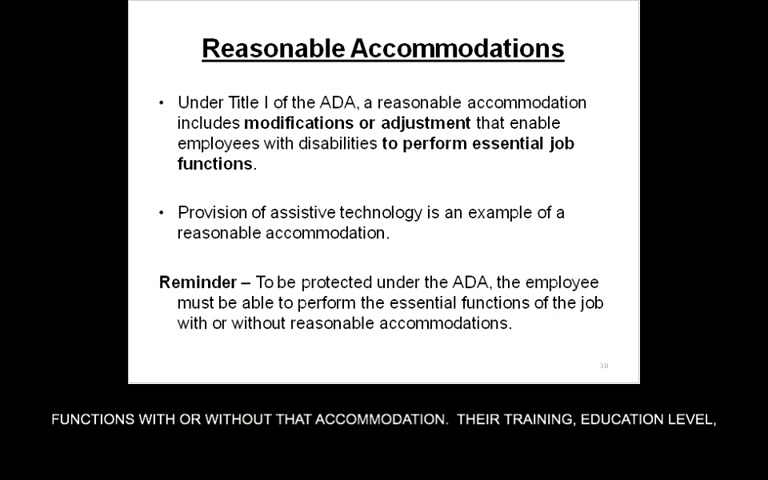 Reasonable Accommodations
• Under Title I of the ADA, a reasonable accommodation
includes modifications or adjustment that enable
employees with disabilities to perform essential job
functions.
• Provision of assistive technology is an example of a
reasonable accommodation.
Reminder – To be protected under the ADA, the employee
must be able to perform the essential functions of the job
with or without reasonable accommodations.
30
FUNCTIONS WITH OR WITHOUT THAT ACCOMMODATION.  THEIR TRAINING, EDUCATION LEVEL,